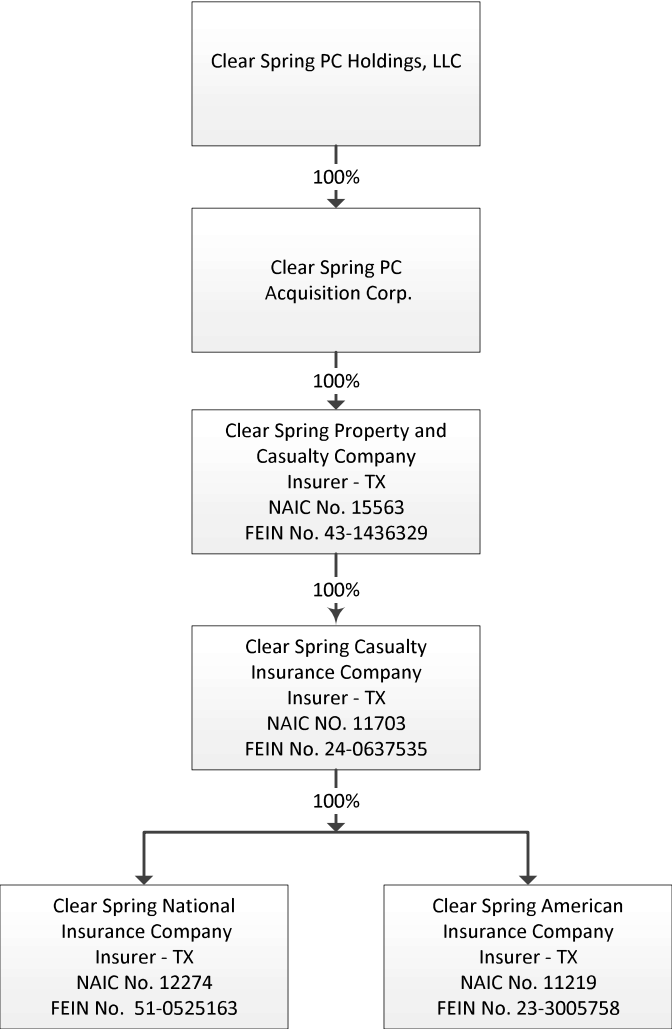 Clear Spring PC Holdings, LLC
100%
Clear Spring PC
Acquisition Corp.
100%
Clear Spring Property and
Casualty Company
Insurer - TX
NAIC No. 15563
FEIN No. 43-1436329
100%
Clear Spring Casualty
Insurance Company
Insurer - TX
NAIC NO. 11703
FEIN No. 24-0637535
100%
Clear Spring National
Insurance Company
Insurer - TX
NAIC No. 12274
FEIN No.  51-0525163
Clear Spring American
Insurance Company
Insurer - TX
NAIC No. 11219
FEIN No. 23-3005758